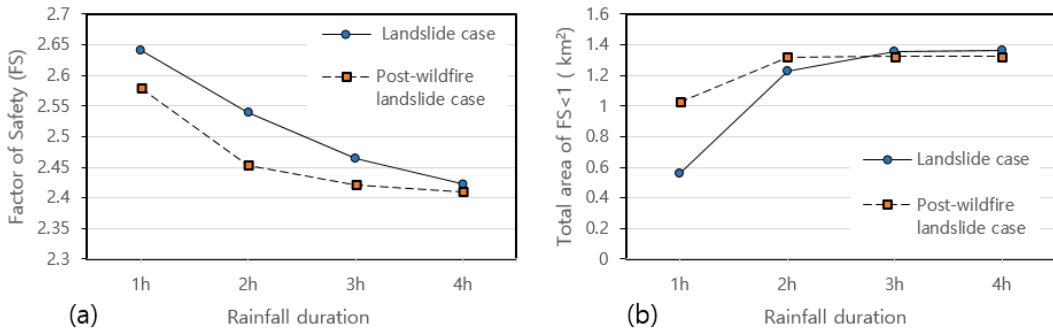 2.7
2.65
2.6
2.55
2.5
2.45
2.4
2.35
2.3
Factor of Safety (FS)
Landslide case
Post-wildfire
landslide case
1h
2h
3h
4h
Rainfall duration
(a)
1.6
1.4
1.2
1
0.8
0.6
0.4
0.2
0
Total area of FS<1 ( km²)
Landslide case
Post-wildfire
landslide case
1h
2h
3h
4h
Rainfall duration
(b)